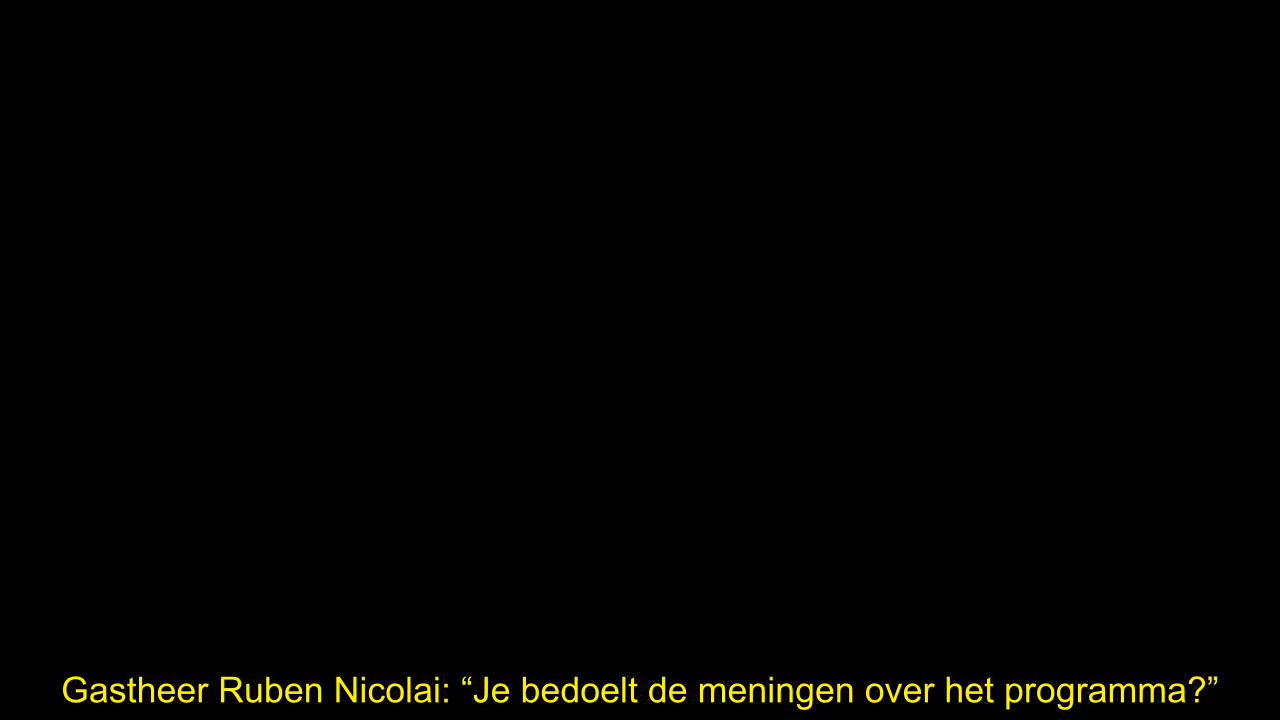 Gastheer Ruben Nicolai: “Je bedoelt de meningen over het programma?”